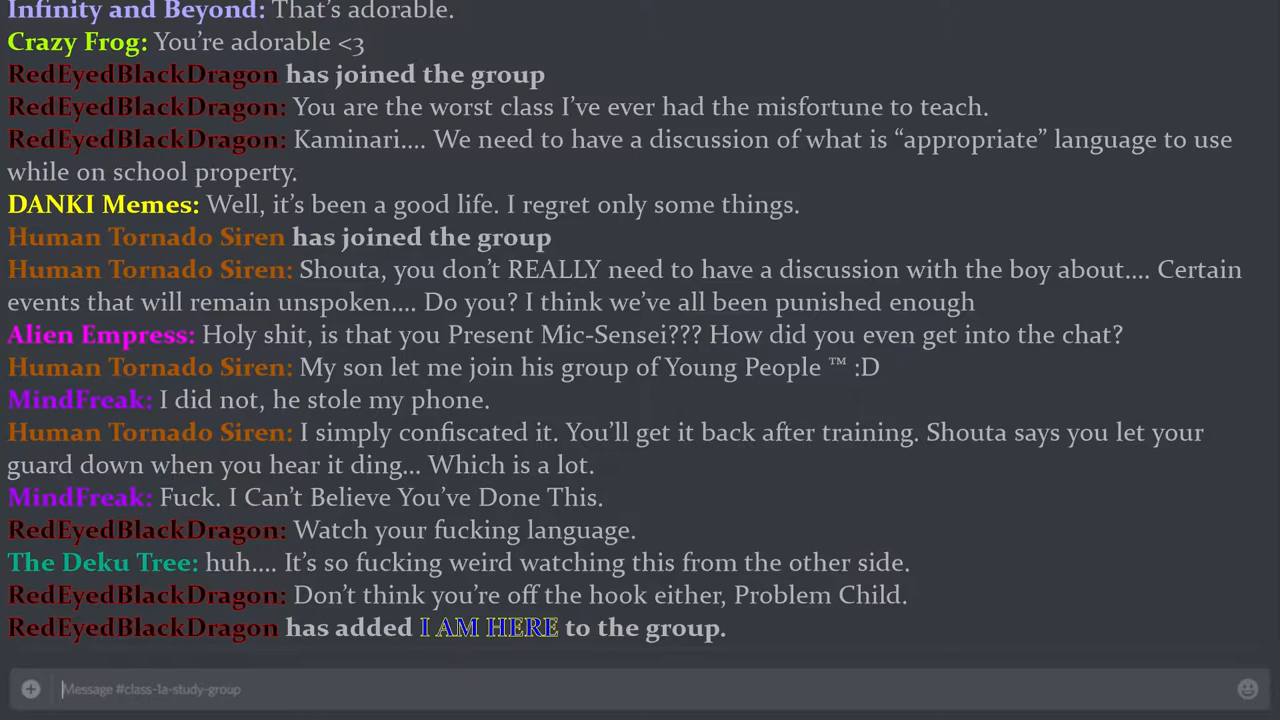 Infinity and Beyond: That's adorable.
Crazy Frog: You're adorable <3
RedEyedBlackDragon has joined the group
RedEyedBlackDragon: You are the worst class I've ever had the misfortune to teach.
RedEyedBlackDragon: Kaminari.... We need to have a discussion of what is “appropriate” language to use
while on school property.
DANKI Memes: Well, it's been a good life. I regret only some things.
Human Tornado Siren has joined the group
Human Tornado Siren: Shouta, you don't REALLY need to have a discussion with the boy about.... Certain
events that will remain unspoken.... Do you? I think we've all been punished enough
Alien Empress: Holy shit, is that you Present Mic-Sensei??? How did you even get into the chat?
Human Tornado Siren: My son let me join his group of Young People ™ :D
MindFreak: I did not, he stole my phone.
Human Tornado Siren: I simply confiscated it. You'll get it back after training. Shouta says you let your
guard down when you hear it ding... Which is a lot.
MindFreak: Fuck. I Can't Believe You've Done This.
RedEyedBlackDragon: Watch your fucking language.
The Deku Tree: huh.... It's so fucking weird watching this from the other side.
RedEyedBlackDragon: Don't think you're off the hook either, Problem Child.
RedEyedBlackDragon has added I AM HERE to the group.
Message #class-1a-study-group